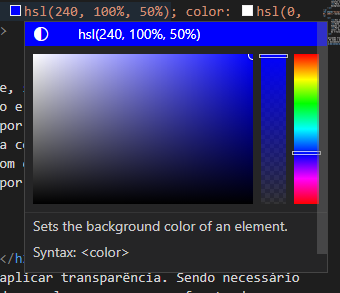 hsl(240, 100%, 50%); color: hsl(0,
>
hsl(240, 100%, 50%)
e,
o e
por
a c
om
por
Sets the background color of an element.
Syntax: <color>
</h
aplicar transparência. Sendo necessário